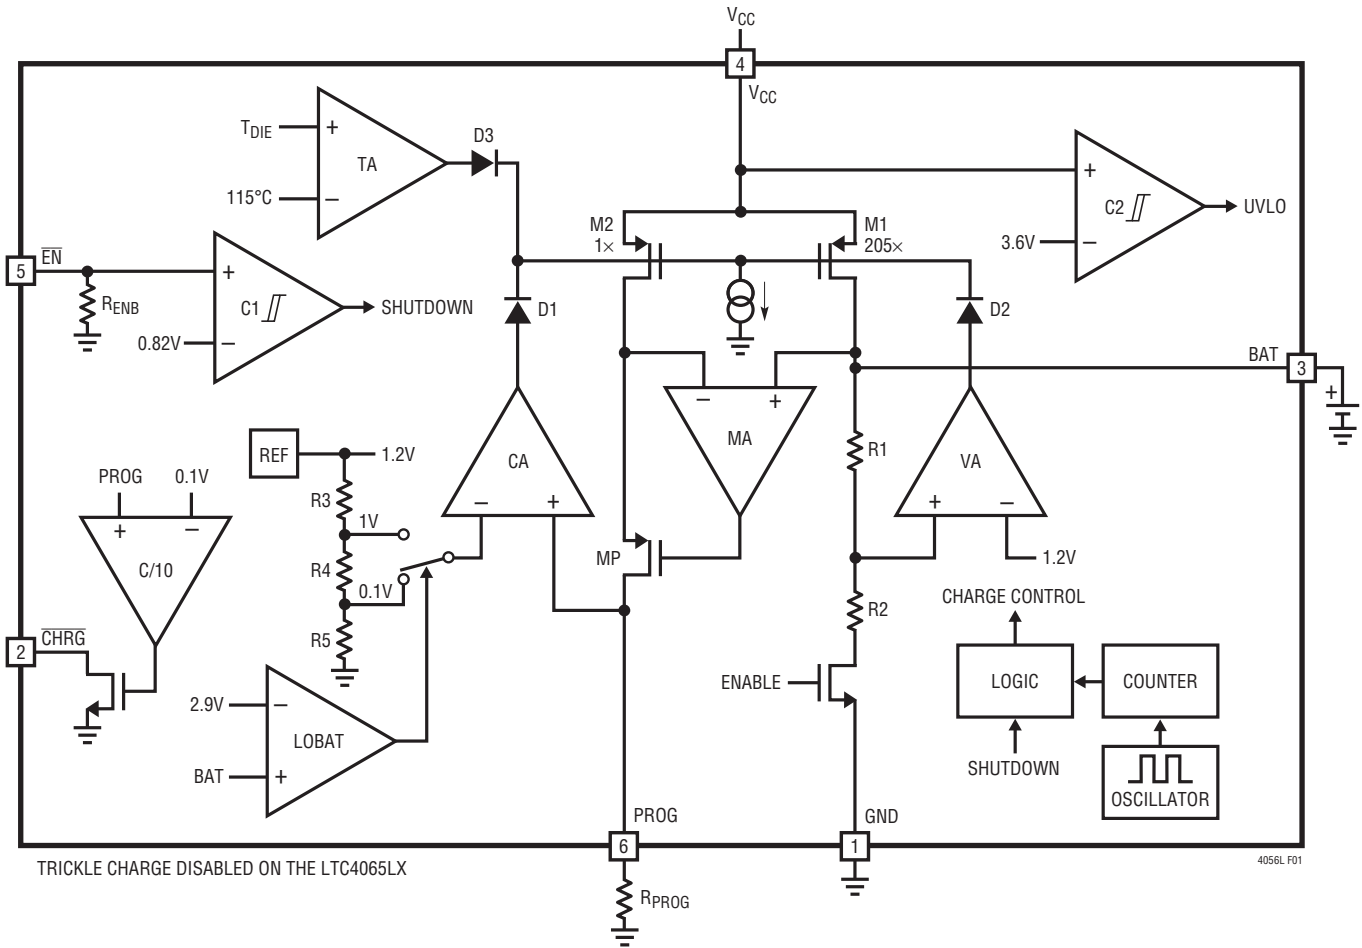 VCC
4
VCC
D3
TDIE
+
TA
115°C
−
+
C2
UVLO
3.6V
−
M2
1×
M1
205×
5
EN
+
RENB
C1
SHUTDOWN
0.82V
−
D1
D2
BAT
3
+
−
+
MA
REF
1.2V
CA
−
+
R1
VA
+
−
PROG
0.1V
+
−
C/10
R3
1V
R4
0.1V
R5
MP
1.2V
R2
CHARGE CONTROL
2
CHRG
ENABLE
LOGIC
COUNTER
2.9V
−
LOBAT
BAT
+
SHUTDOWN
OSCILLATOR
PROG
GND
6
1
TRICKLE CHARGE DISABLED ON THE LTC4065LX
4056L F01
RPROG